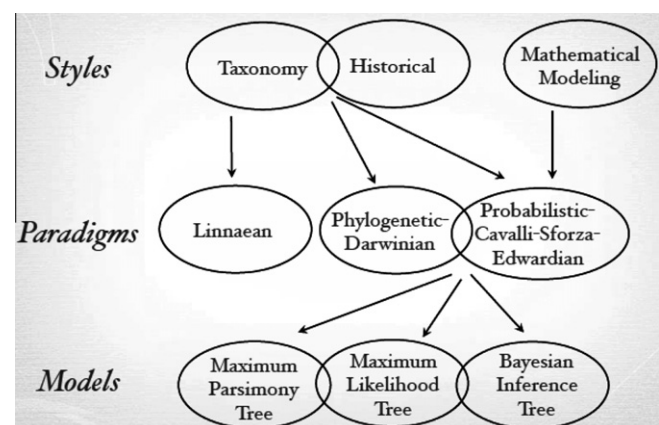 Styles
Taxonomy
Historical
Mathematical
Modeling
Paradigms
Linnaean
Phylogenetic-
Darwinian
Probabilistic-
Cavalli-Sforza-
Edwardian
Models
Maximum
Parsimony
Tree
Maximum
Likelihood
Tree
Bayesian
Inference
Tree